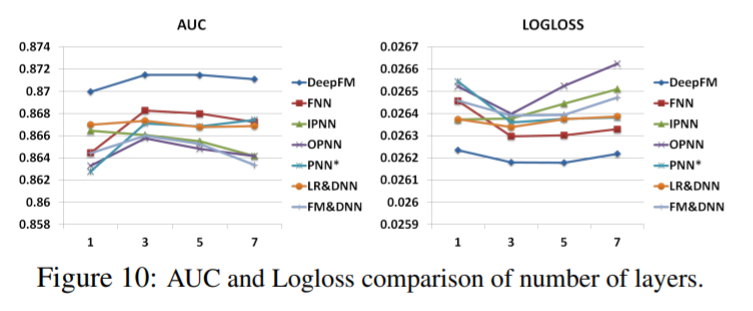 AUC
0.874
0.872
0.87
0.868
0.866
0.864
0.862
0.86
0.858
1 3 5 7
DeepFM
FNN
IPNN
OPNN
PNN*
LR&DNN
FM&DNN
LOGLOSS
0.0267
0.0266
0.0265
0.0264
0.0263
0.0262
0.0261
0.026
0.0259
1 3 5 7
DeepFM
FNN
IPNN
OPNN
PNN*
LR&DNN
FM&DNN
Figure 10: AUC and Logloss comparison of number of layers.